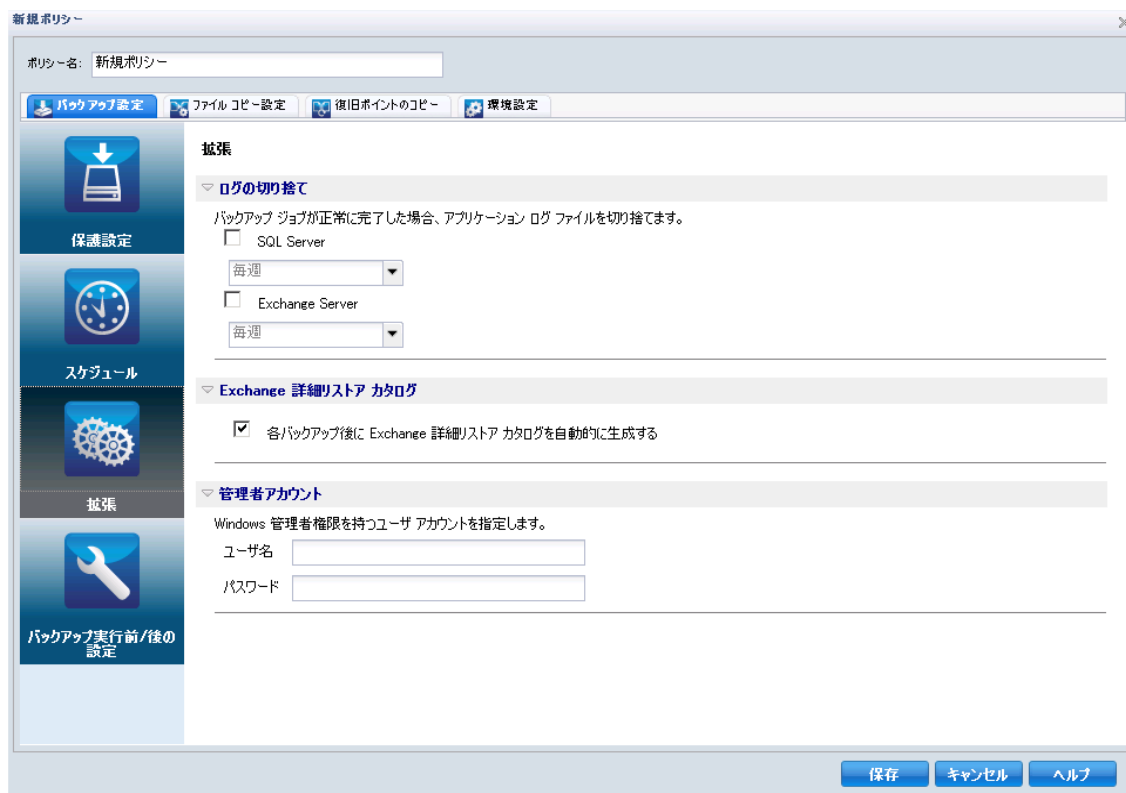 新規ポリシー
ポリシー名: 新規ポリシー
バックアップ設定 ファイル コピー設定 復旧ポイントのコピー 環境設定
保護設定
スケジュール
拡張
バックアップ実行前/後の
設定
拡張
ログの切り捨て
バックアップ ジョブが正常に完了した場合、アプリケーション ログ ファイルを切り捨てます。
SQL Server
毎週
Exchange Server
毎週
Exchange 詳細リストア カタログ
各バックアップ後に Exchange 詳細リストア カタログを自動的に生成する
管理者アカウント
Windows 管理者権限を持つユーザ アカウントを指定します。
ユーザ名
パスワード
保存 キャンセル ヘルプ